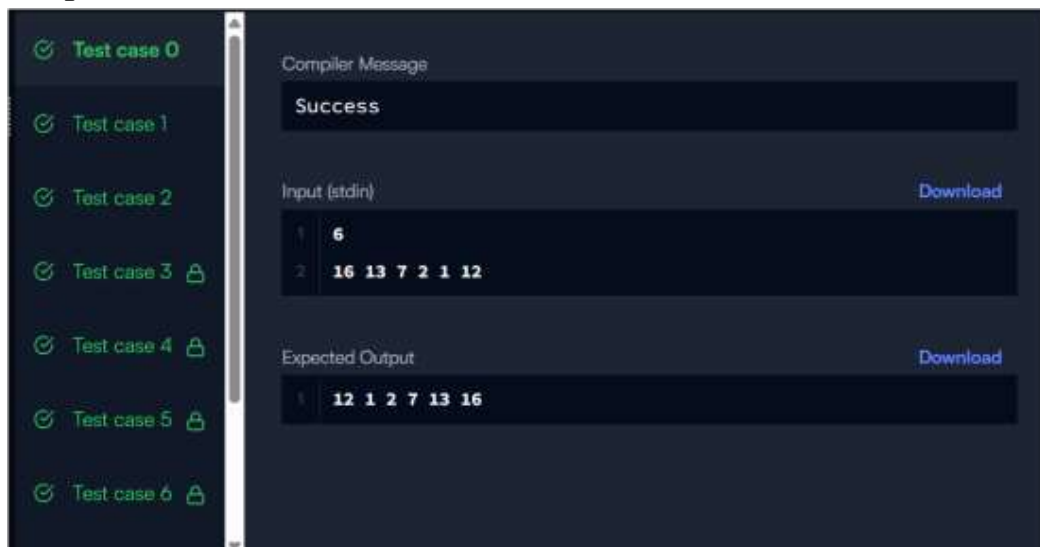 Test case 0
Test case 1
Test case 2
Test case 3
Test case 4
Test case 5
Test case 6
Compiler Message
Success
Input (stdin)
Download
1 6
2 16 13 7 2 1 12
Expected Output
Download
1 12 1 2 7 13 16